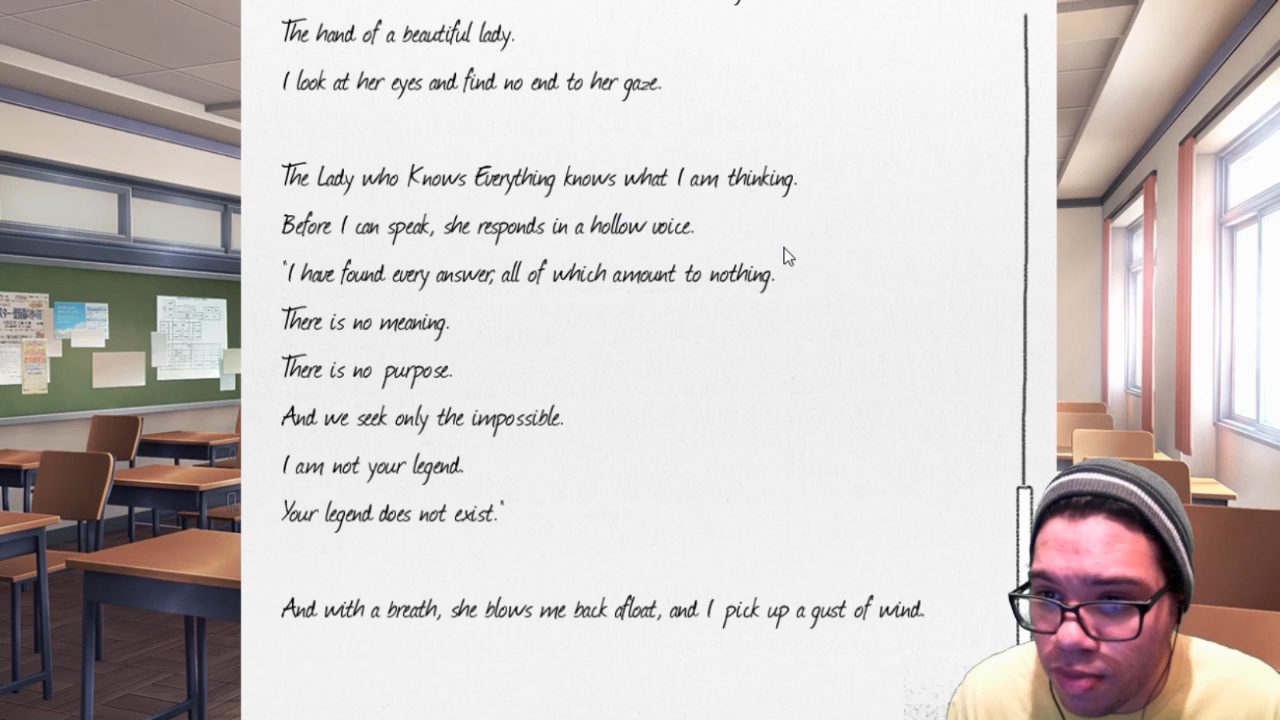 The hand of a beautiful lady.
I look at her eyes and find no end to her gaze.
The Lady who Knows Everything knows what I am thinking.
Before I can speak, she responds in a hollow voice.
"I have found every answer, all of which amount to nothing.
There is no meaning.
There is no purpose.
And we seek only the impossible.
I am not your legend.
Your legend does not exist."
And with a breath, she blows me back afloat, and I pick up a gust of wind.